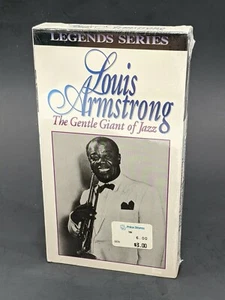 LEGENDS SERIES
Louis
Armstrong
The Gentle Giant of Jazz
$3.00